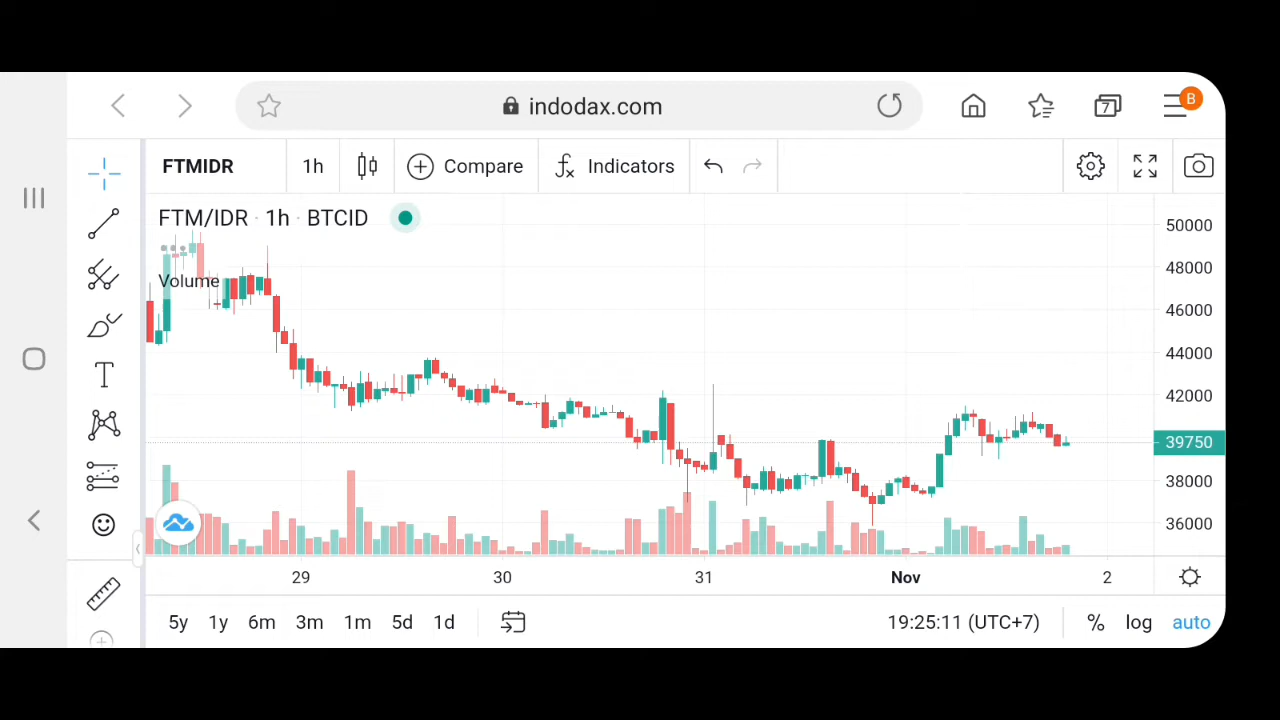 indodax.com
7
B
FTMIDR 1h Compare Indicators
FTM/IDR · 1h · BTCID
Volume
50000
48000
46000
44000
42000
39750
38000
36000
29 30 31 Nov 2
5y 1y 6m 3m 1m 5d 1d 19:25:11 (UTC+7) % log auto